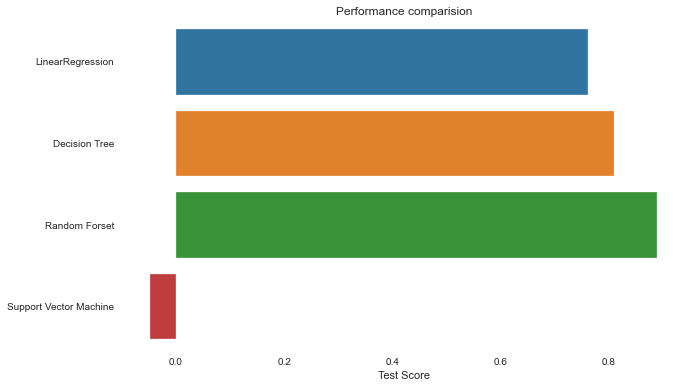 Performance comparision
LinearRegression
Decision Tree
Random Forset
Support Vector Machine
0.0 0.2 0.4 0.6 0.8
Test Score